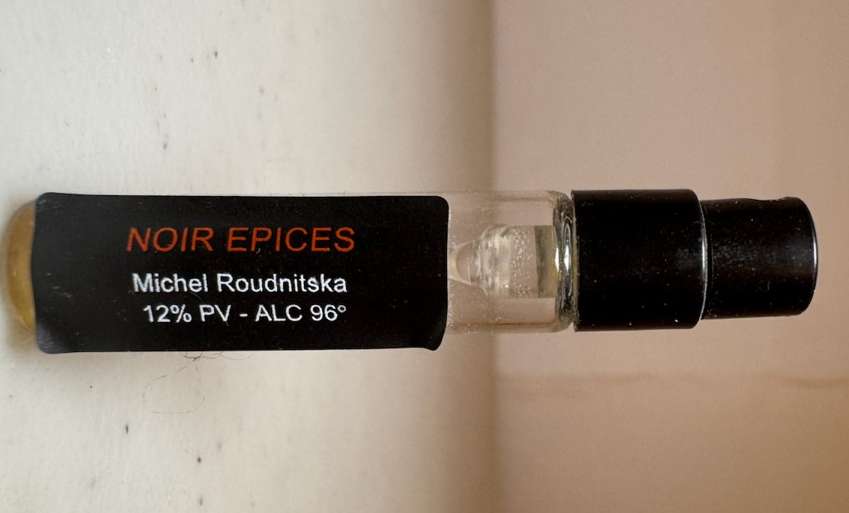 NOIR EPICES
Michel Roudnitska
12% PV - ALC 96°